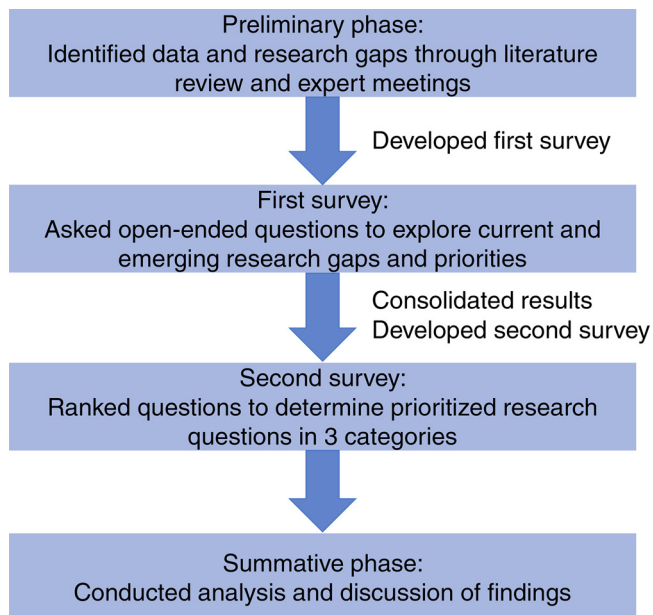 Preliminary phase:
Identified data and research gaps through literature
review and expert meetings
Developed first survey
First survey:
Asked open-ended questions to explore current and
emerging research gaps and priorities
Consolidated results
Developed second survey
Second survey:
Ranked questions to determine prioritized research
questions in 3 categories
Summative phase:
Conducted analysis and discussion of findings